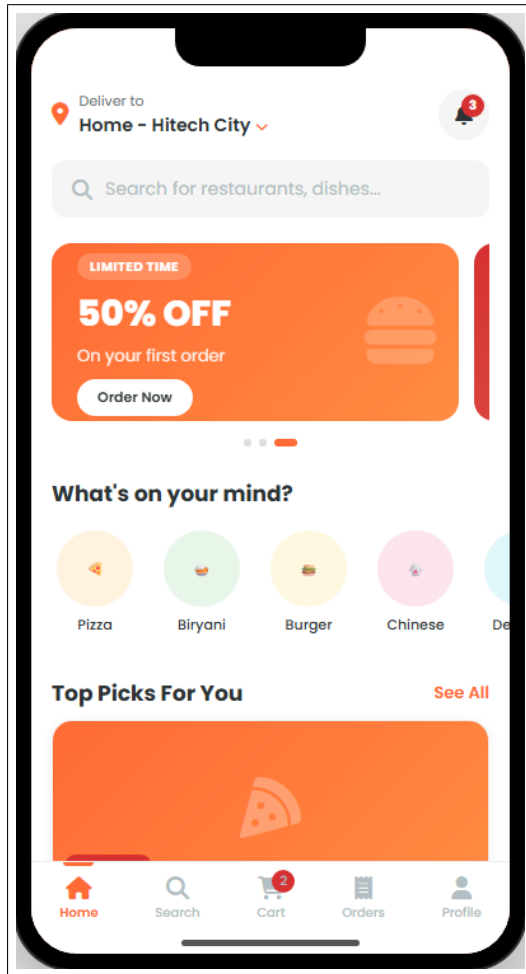 Deliver to
Home - Hitech City
3
Search for restaurants, dishes...
LIMITED TIME
50% OFF
On your first order
Order Now
What's on your mind?
Pizza Biryani Burger Chinese De
Top Picks For You See All
2
Home Search Cart Orders Profile